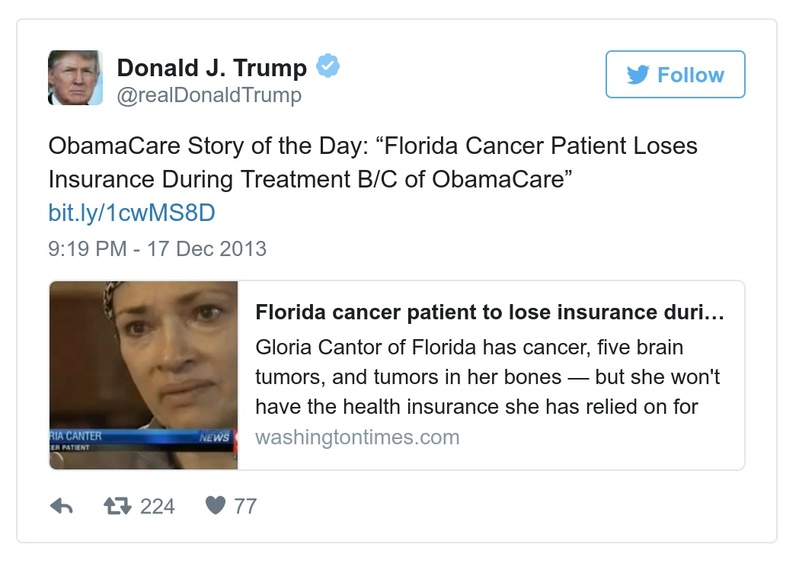 Donald J. Trump
@realDonaldTrump
Follow
ObamaCare Story of the Day: “Florida Cancer Patient Loses
Insurance During Treatment B/C of ObamaCare”
bit.ly/1cwMS8D
9:19 PM - 17 Dec 2013
Florida cancer patient to lose insurance duri...
Gloria Cantor of Florida has cancer, five brain
tumors, and tumors in her bones — but she won't
have the health insurance she has relied on for
washingtontimes.com
RIA CANTER
NEWS
ER PATIENT
224
77